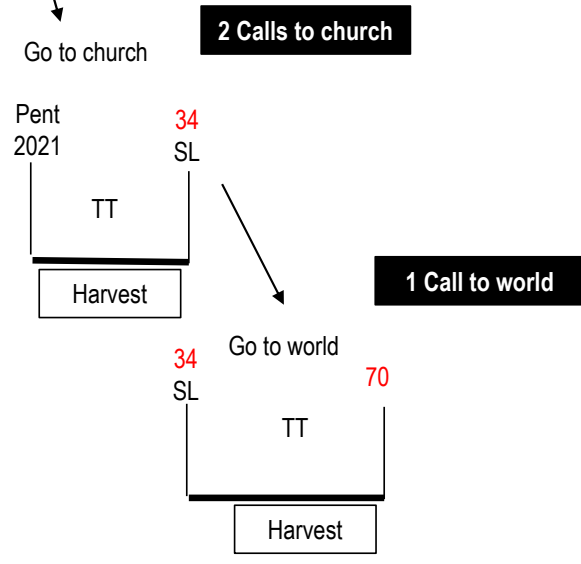 2 Calls to church
Go to church
Pent
2021
34
SL
TT
Harvest
1 Call to world
Go to world
34
SL
70
TT
Harvest